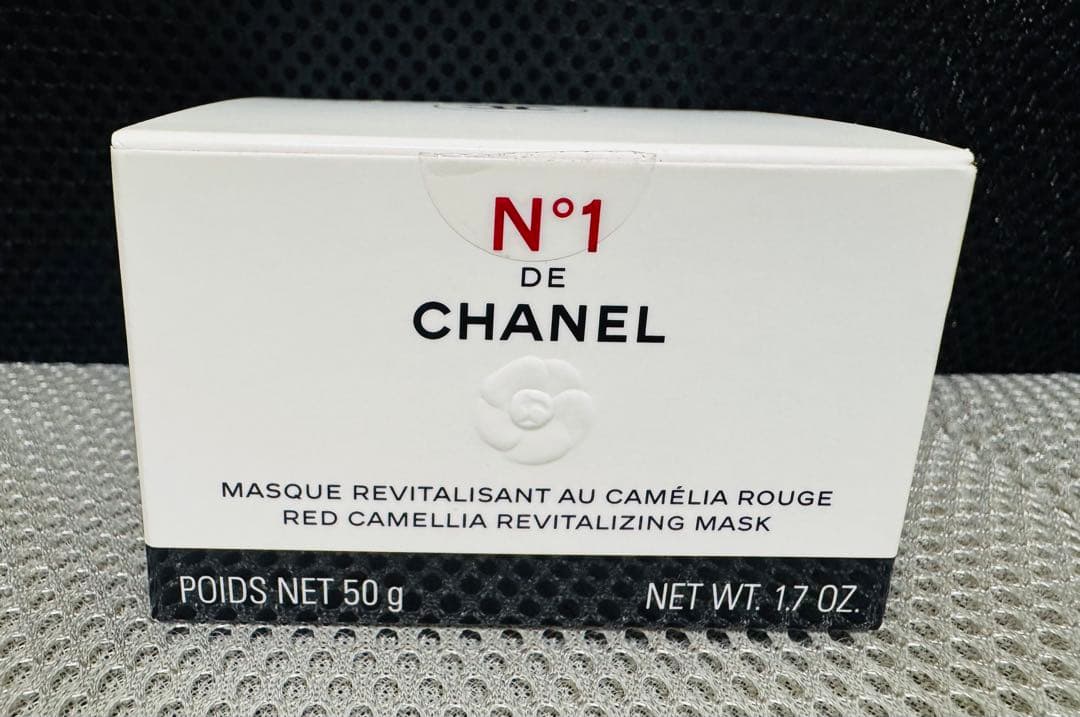 N°1
DE
CHANEL
MASQUE REVITALISANT AU CAMÉLIA ROUGE
RED CAMELLIA REVITALIZING MASK
POIDS NET 50 g
NET WT. 1.7 OZ.